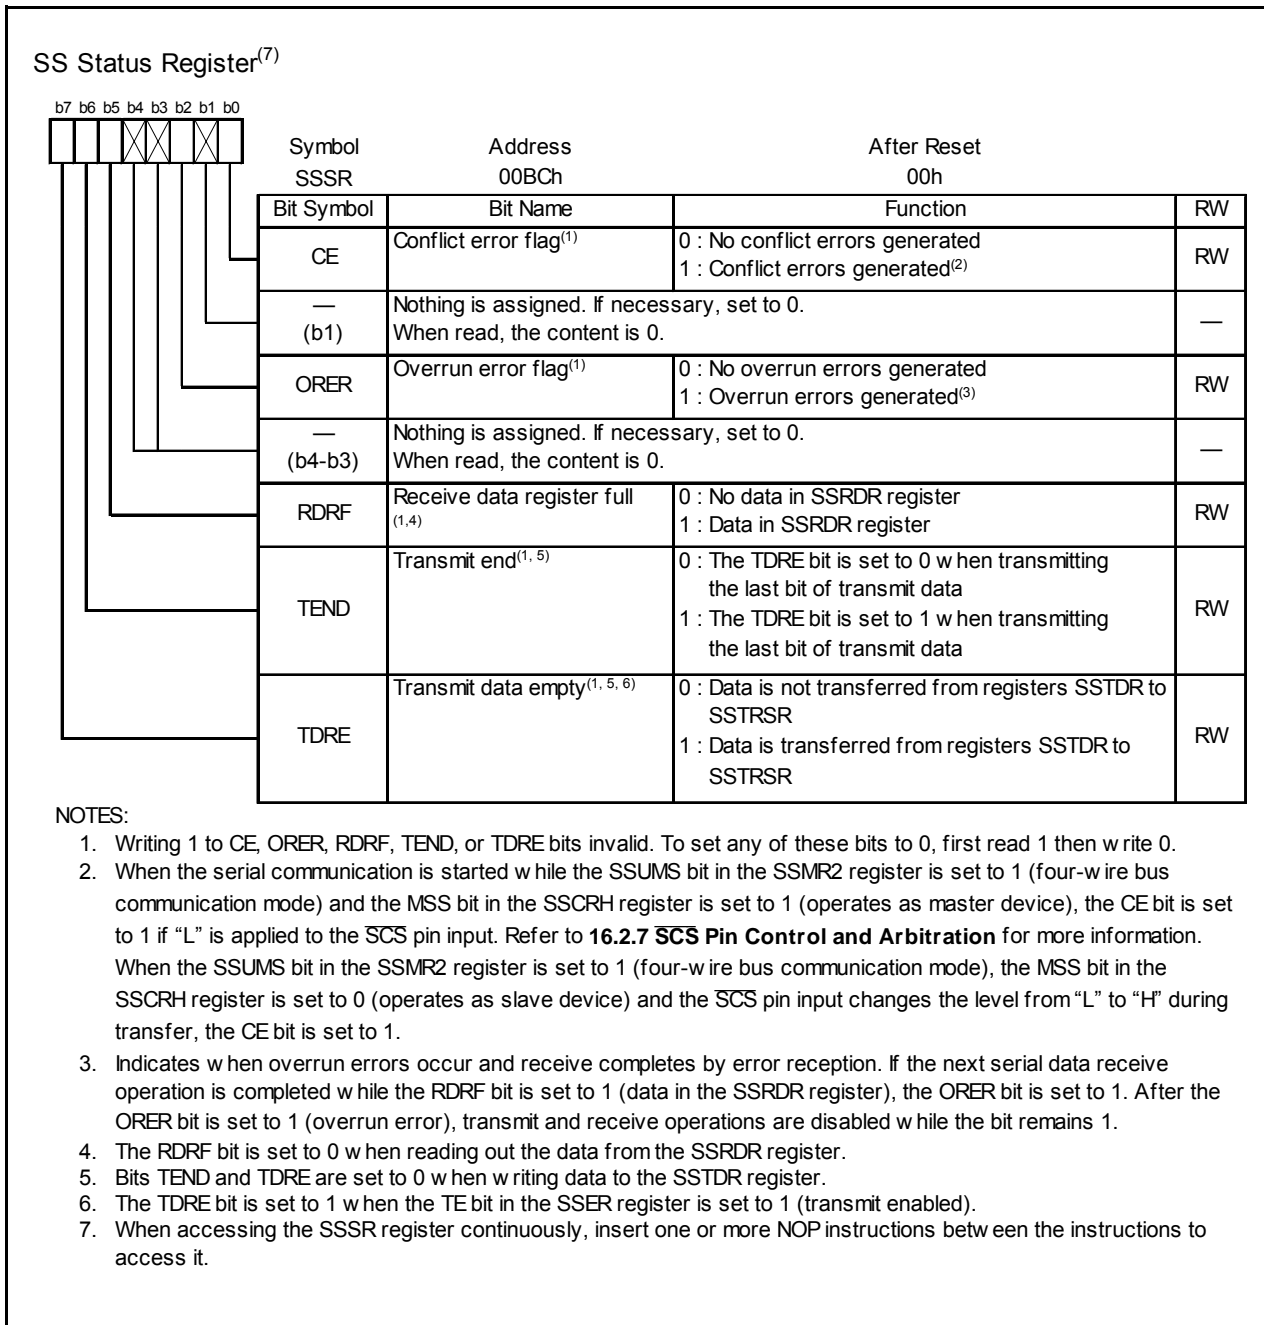 SS Status Register(7)
b7 b6 b5 b4 b3 b2 b1 b0
Symbol Address After Reset
SSSR 00BCh 00h
Bit Symbol Bit Name Function RW
CE Conflict error flag(1) 0 : No conflict errors generated
1 : Conflict errors generated(2) RW
— Nothing is assigned. If necessary, set to 0.
(b1) When read, the content is 0. —
ORER Overrun error flag(1) 0 : No overrun errors generated
1 : Overrun errors generated(3) RW
— Nothing is assigned. If necessary, set to 0.
(b4-b3) When read, the content is 0. —
RDRF Receive data register full 0 : No data in SSRDR register
(1,4) 1 : Data in SSRDR register RW
Transmit end(1, 5) 0 : The TDRE bit is set to 0 when transmitting
the last bit of transmit data
TEND 1 : The TDRE bit is set to 1 when transmitting RW
the last bit of transmit data
Transmit data empty(1, 5, 6) 0 : Data is not transferred from registers SSTDR to
SSTRSR
TDRE 1 : Data is transferred from registers SSTDR to RW
SSTRSR
NOTES:
1. Writing 1 to CE, ORER, RDRF, TEND, or TDRE bits invalid. To set any of these bits to 0, first read 1 then write 0.
2. When the serial communication is started while the SSUMS bit in the SSMR2 register is set to 1 (four-wire bus
communication mode) and the MSS bit in the SSCRH register is set to 1 (operates as master device), the CE bit is set
to 1 if “L” is applied to the SCS pin input. Refer to 16.2.7 SCS Pin Control and Arbitration for more information.
When the SSUMS bit in the SSMR2 register is set to 1 (four-wire bus communication mode), the MSS bit in the
SSCRH register is set to 0 (operates as slave device) and the SCS pin input changes the level from “L” to “H” during
transfer, the CE bit is set to 1.
3. Indicates when overrun errors occur and receive completes by error reception. If the next serial data receive
operation is completed while the RDRF bit is set to 1 (data in the SSRDR register), the ORER bit is set to 1. After the
ORER bit is set to 1 (overrun error), transmit and receive operations are disabled while the bit remains 1.
4. The RDRF bit is set to 0 when reading out the data from the SSRDR register.
5. Bits TEND and TDRE are set to 0 when writing data to the SSTDR register.
6. The TDRE bit is set to 1 when the TE bit in the SSER register is set to 1 (transmit enabled).
7. When accessing the SSSR register continuously, insert one or more NOP instructions between the instructions to
access it.